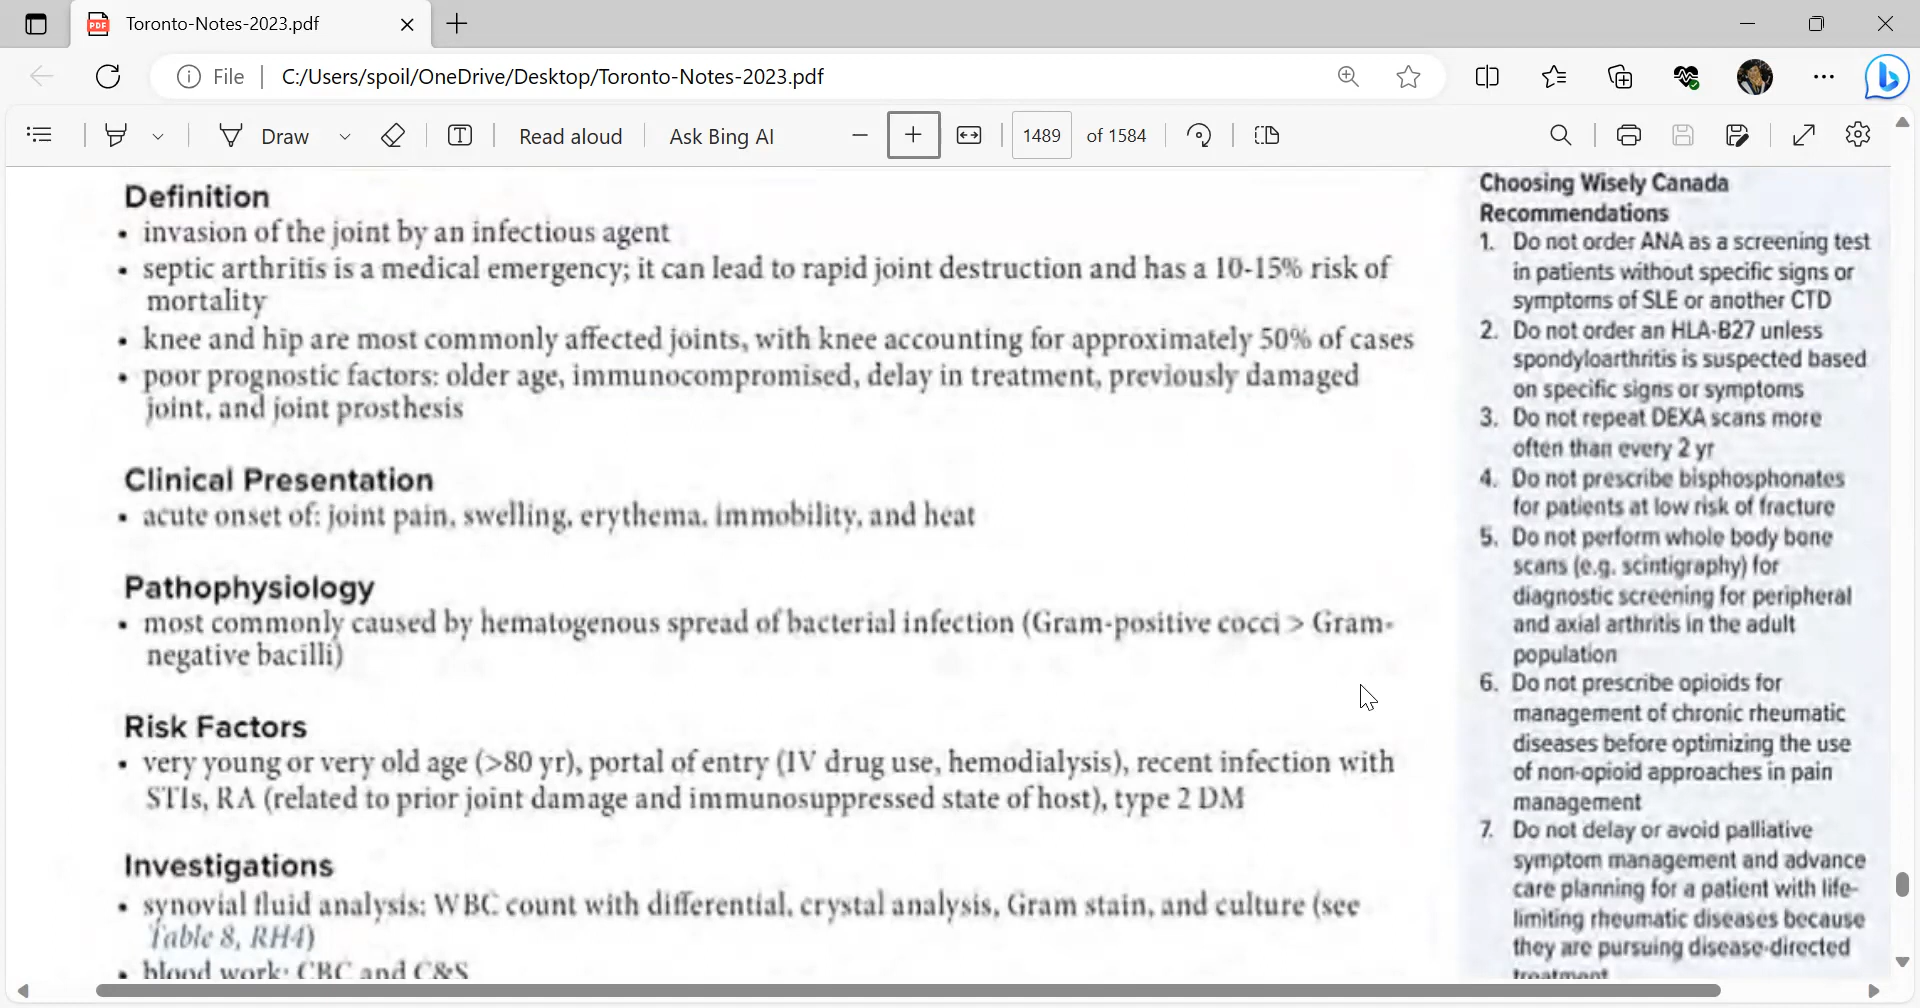 Toronto-Notes-2023.pdf
File
C:/Users/spoil/OneDrive/Desktop/Toronto-Notes-2023.pdf
Draw
Read aloud
Ask Bing AI
1489 of 1584
Definition
• invasion of the joint by an infectious agent
• septic arthritis is a medical emergency; it can lead to rapid joint destruction and has a 10-15% risk of
mortality
• knee and hip are most commonly affected joints, with knee accounting for approximately 50% of cases
• poor prognostic factors: older age, immunocompromised, delay in treatment, previously damaged
joint, and joint prosthesis
Clinical Presentation
• acute onset of: joint pain, swelling, erythema, immobility, and heat
Pathophysiology
• most commonly caused by hematogenous spread of bacterial infection (Gram-positive cocci > Gram-
negative bacilli)
Risk Factors
• very young or very old age (>80 yr), portal of entry (IV drug use, hemodialysis), recent infection with
STIs, RA (related to prior joint damage and immunosuppressed state of host), type 2 DM
Investigations
• synovial fluid analysis: WBC count with differential, crystal analysis, Gram stain, and culture (see
Table 8, RH4)
• blood work: CBC and C&S
Choosing Wisely Canada
Recommendations
1. Do not order ANA as a screening test
in patients without specific signs or
symptoms of SLE or another CTD
2. Do not order an HLA-B27 unless
spondyloarthritis is suspected based
on specific signs or symptoms
3. Do not repeat DEXA scans more
often than every 2 yr
4. Do not prescribe bisphosphonates
for patients at low risk of fracture
5. Do not perform whole body bone
scans (e.g. scintigraphy) for
diagnostic screening for peripheral
and axial arthritis in the adult
population
6. Do not prescribe opioids for
management of chronic rheumatic
diseases before optimizing the use
of non-opioid approaches in pain
management
7. Do not delay or avoid palliative
symptom management and advance
care planning for a patient with life-
limiting rheumatic diseases because
they are pursuing disease-directed
treatment